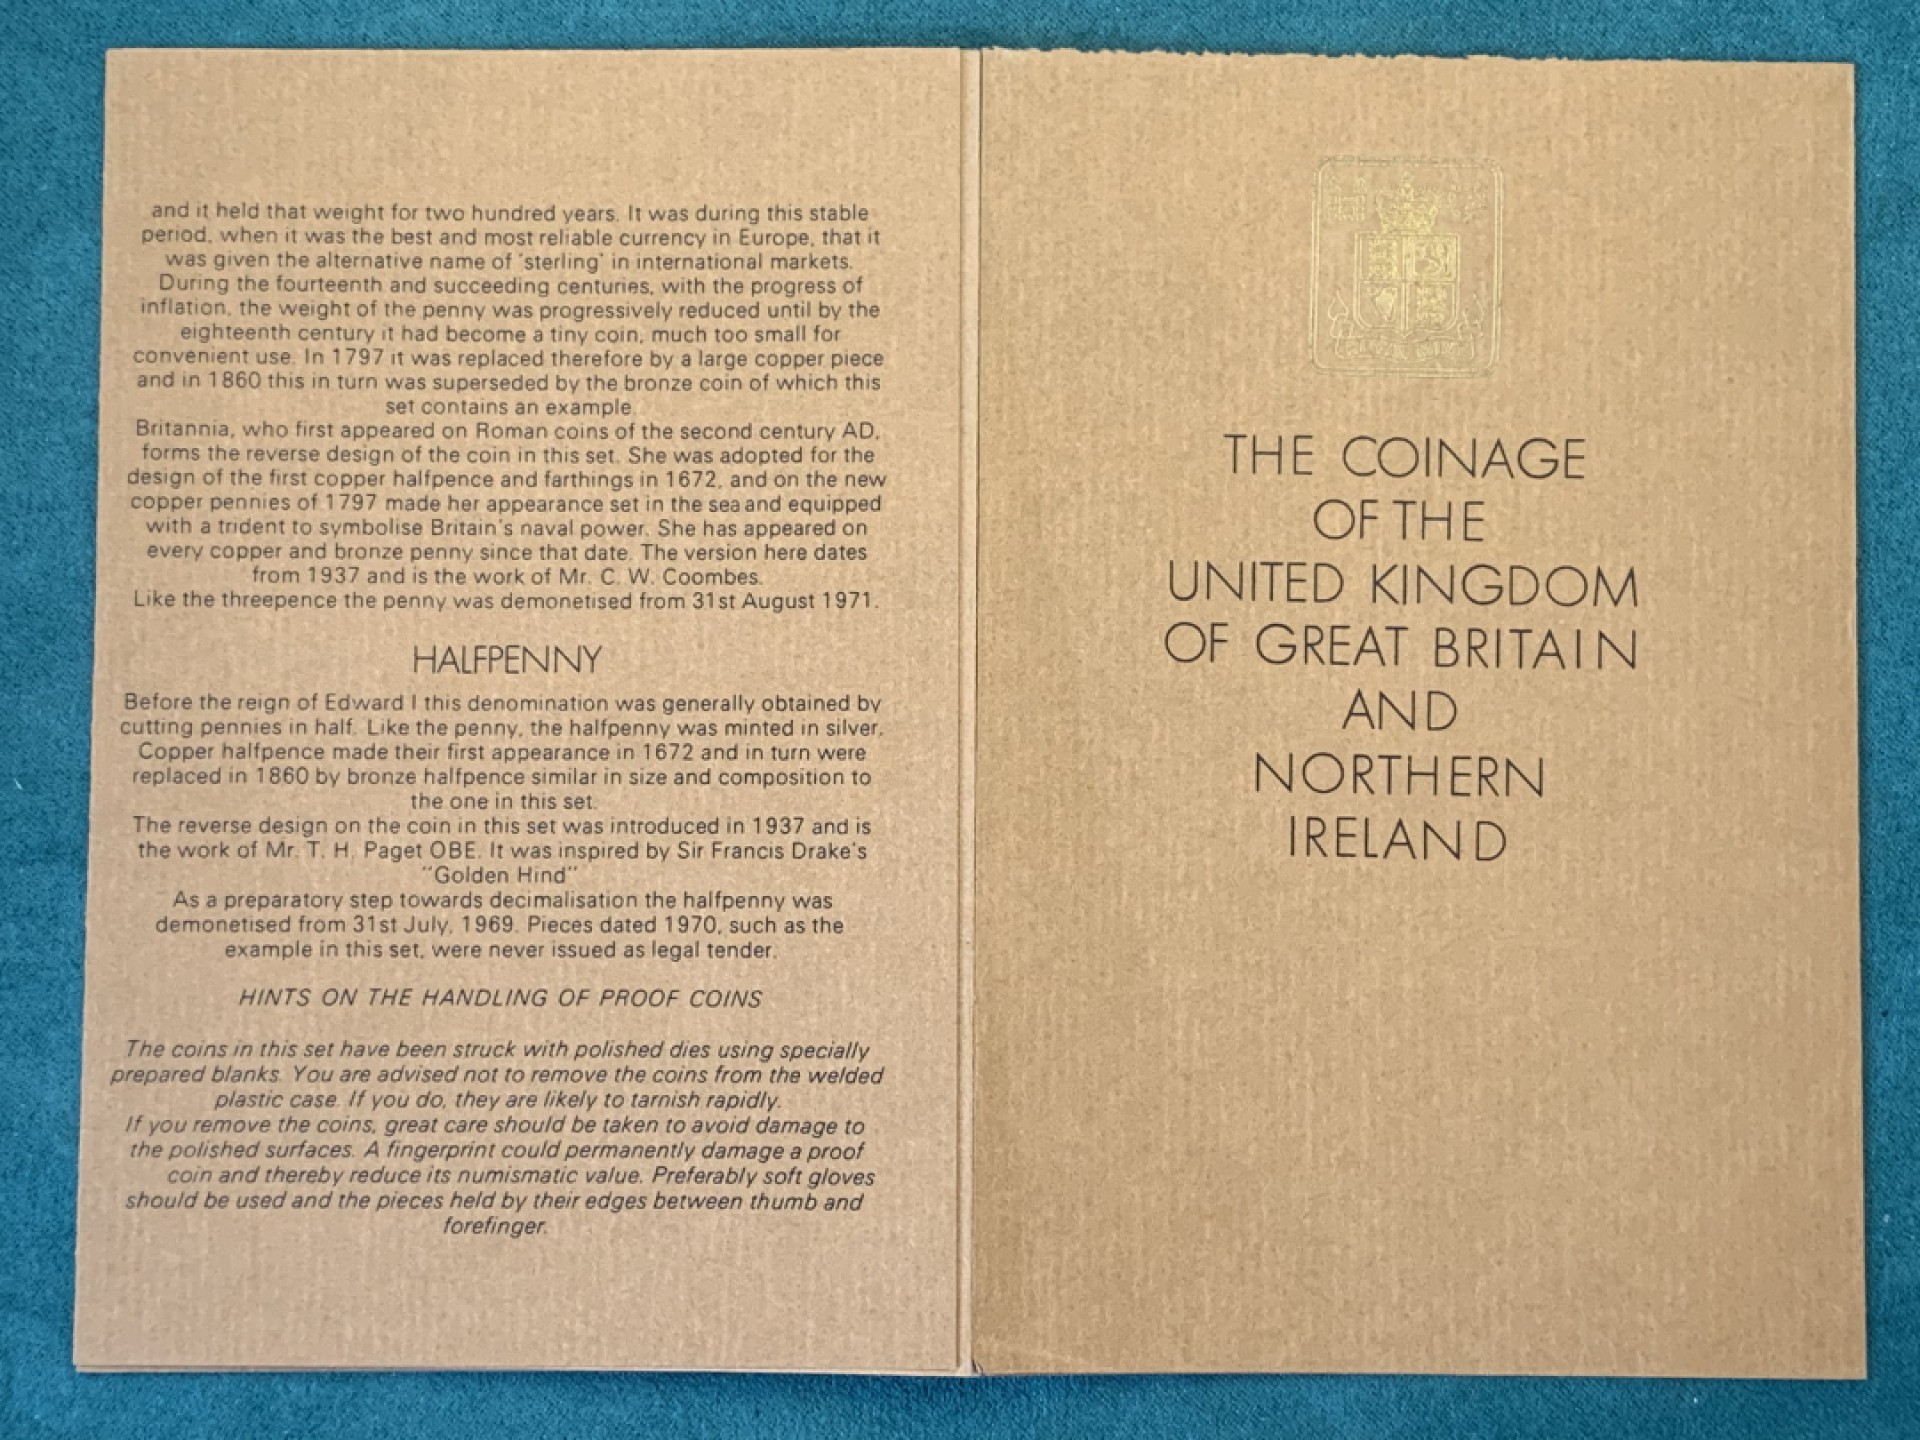 and it held that weight for two hundred years. It was during this stable
period, when it was the best and most reliable currency in Europe, that it
was given the alternative name of 'sterling' in international markets.
During the fourteenth and succeeding centuries, with the progress of
inflation, the weight of the penny was progressively reduced until by the
eighteenth century it had become a tiny coin, much too small for
convenient use. In 1797 it was replaced therefore by a large copper piece
and in 1860 this in turn was superseded by the bronze coin of which this
set contains an example.
Britannia, who first appeared on Roman coins of the second century AD,
forms the reverse design of the coin in this set. She was adopted for the
design of the first copper halfpence and farthings in 1672, and on the new
copper pennies of 1797 made her appearance set in the sea and equipped
with a trident to symbolise Britain's naval power. She has appeared on
every copper and bronze penny since that date. The version here dates
from 1937 and is the work of Mr. C. W. Coombes.
Like the threepence the penny was demonetised from 31st August 1971.
HALFPENNY
Before the reign of Edward I this denomination was generally obtained by
cutting pennies in half. Like the penny, the halfpenny was minted in silver.
Copper halfpence made their first appearance in 1672 and in turn were
replaced in 1860 by bronze halfpence similar in size and composition to
the one in this set.
The reverse design on the coin in this set was introduced in 1937 and is
the work of Mr. T. H. Paget OBE. It was inspired by Sir Francis Drake's
"Golden Hind"
As a preparatory step towards decimalisation the halfpenny was
demonetised from 31st July, 1969. Pieces dated 1970, such as the
example in this set, were never issued as legal tender.
HINTS ON THE HANDLING OF PROOF COINS
The coins in this set have been struck with polished dies using specially
prepared blanks. You are advised not to remove the coins from the welded
plastic case. If you do, they are likely to tarnish rapidly.
If you remove the coins, great care should be taken to avoid damage to
the polished surfaces. A fingerprint could permanently damage a proof
coin and thereby reduce its numismatic value. Preferably soft gloves
should be used and the pieces held by their edges between thumb and
forefinger.
THE COINAGE
OF THE
UNITED KINGDOM
OF GREAT BRITAIN
AND
NORTHERN
IRELAND